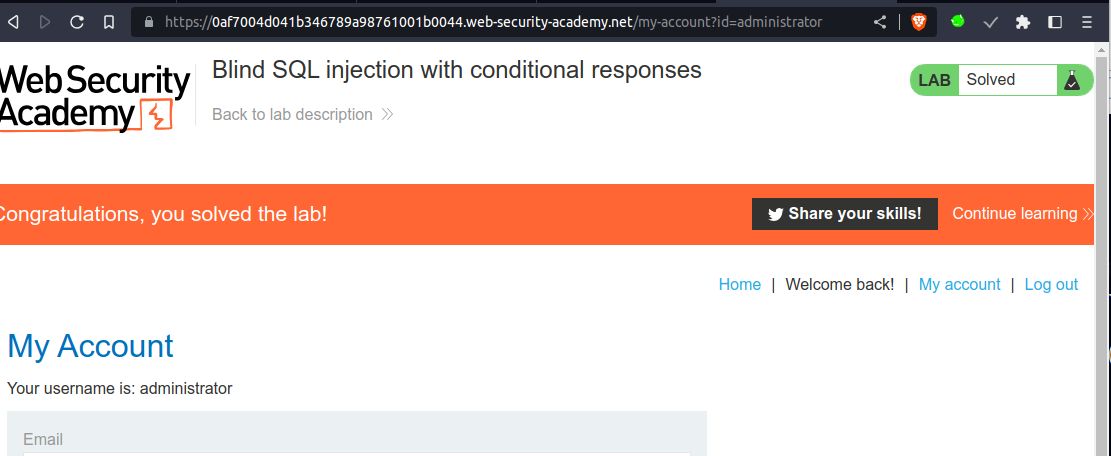 https://0af7004d041b346789a98761001b0044.web-security-academy.net/my-account?id=administrator
Web Security
Academy
Blind SQL injection with conditional responses
Back to lab description
LAB Solved
Congratulations, you solved the lab!
Share your skills!
Continue learning
Home | Welcome back! | My account | Log out
My Account
Your username is: administrator
Email